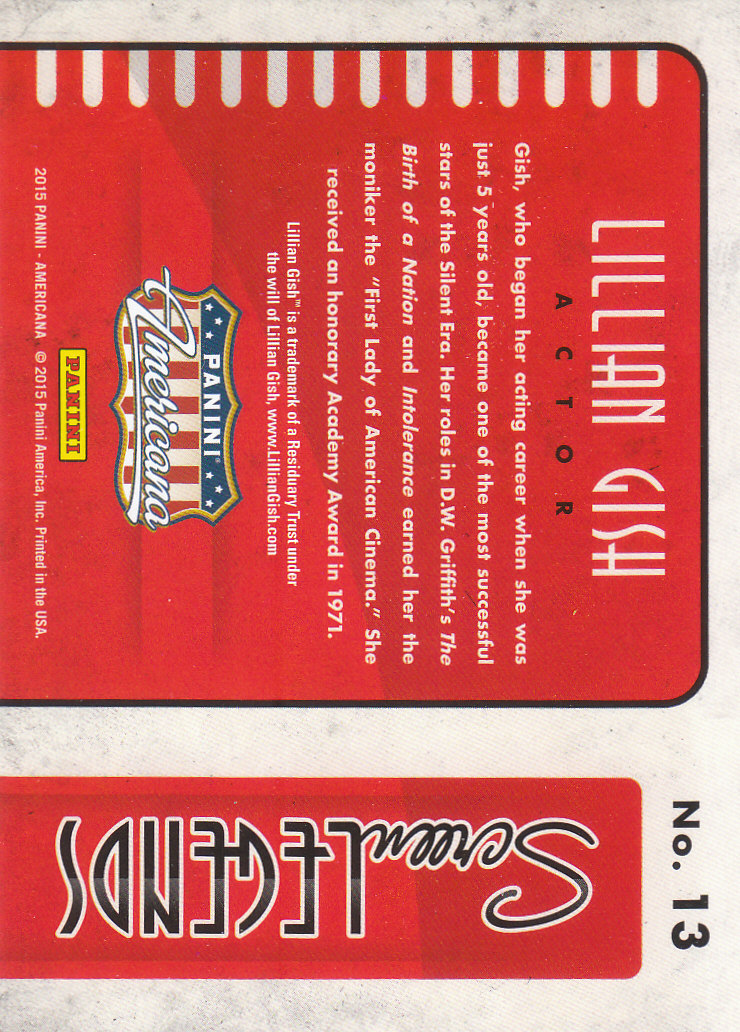 LILLIAN GISH
ACTOR
Gish, who began her acting career when she was
just 5 years old, became one of the most successful
stars of the Silent Era. Her roles in D.W. Griffith's The
Birth of a Nation and Intolerance earned her the
moniker the "First Lady of American Cinema." She
received an honorary Academy Award in 1971.
Lillian Gish™ is a trademark of a Residuary Trust under
the will of Lillian Gish, www.LillianGish.com
PANINI®
Americana
PANINI
2015 PANINI - AMERICANA. © 2015 Panini America, Inc. Printed in the USA.
No. 13
Screen LEGENDS